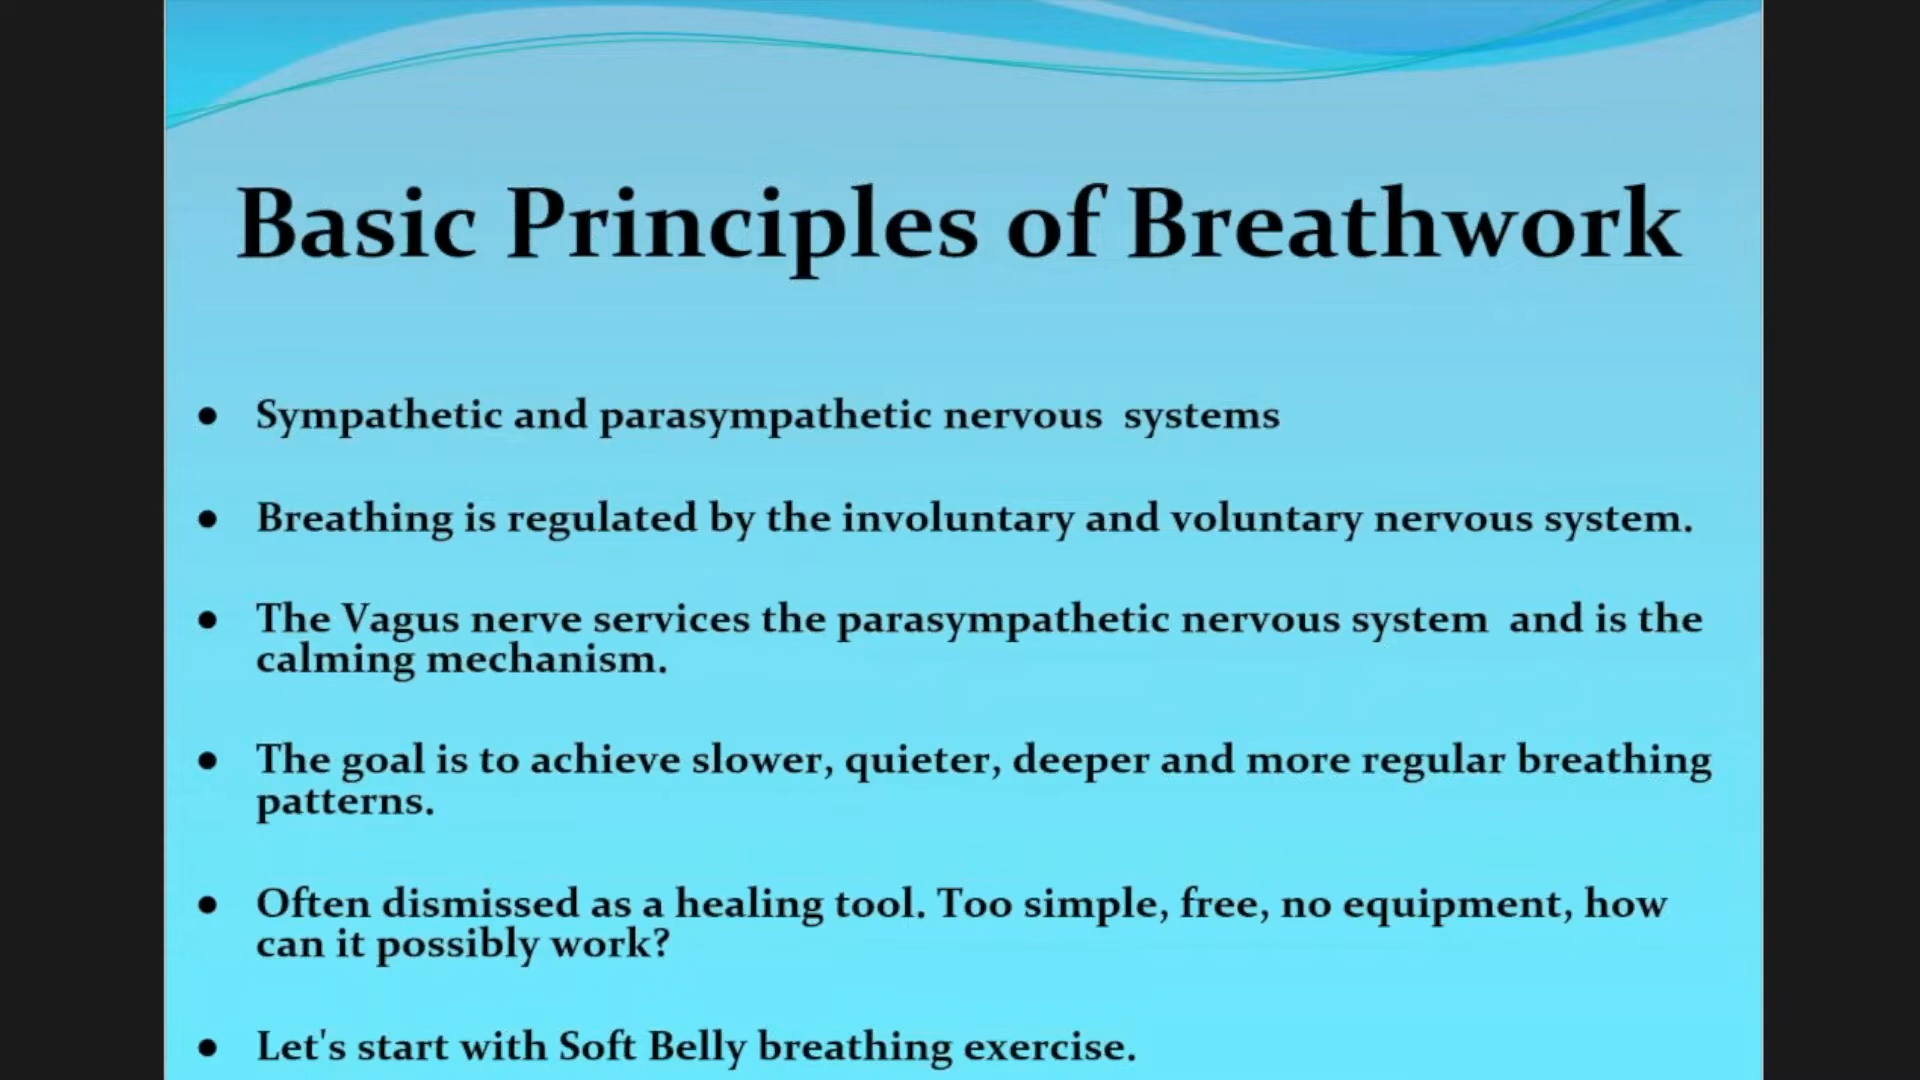 Basic Principles of Breathwork
• Sympathetic and parasympathetic nervous  systems
• Breathing is regulated by the involuntary and voluntary nervous system.
• The Vagus nerve services the parasympathetic nervous system  and is the
calming mechanism.
• The goal is to achieve slower, quieter, deeper and more regular breathing
patterns.
• Often dismissed as a healing tool. Too simple, free, no equipment, how
can it possibly work?
• Let's start with Soft Belly breathing exercise.